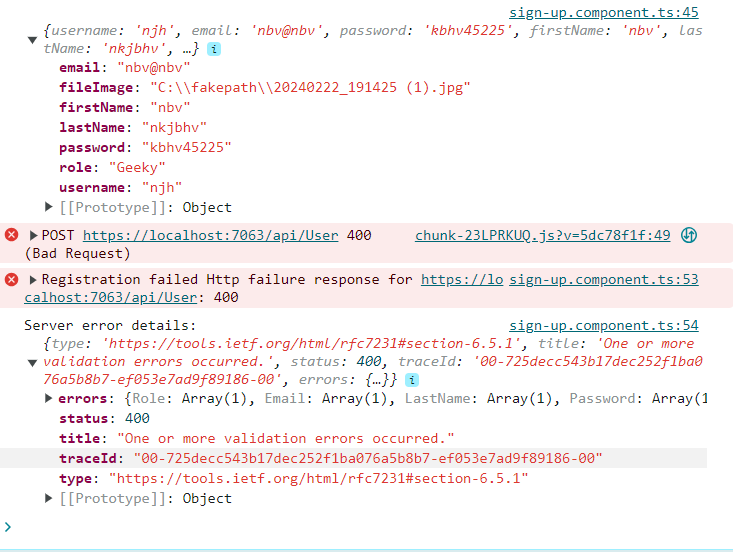 sign-up.component.ts:45
{username: 'njh', email: 'nbv@nbv', password: 'kbhv45225', firstName: 'nbv', las
tName: 'nkjbhv', …} i
email: "nbv@nbv"
fileImage: "C:\\fakepath\\20240222_191425 (1).jpg"
firstName: "nbv"
lastName: "nkjbhv"
password: "kbhv45225"
role: "Geeky"
username: "njh"
[[Prototype]]: Object
POST https://localhost:7063/api/User 400 chunk-23LPRKUQ.js?v=5dc78f1f:49
(Bad Request)
Registration failed Http failure response for https://lo sign-up.component.ts:53
calhost:7063/api/User: 400
Server error details: sign-up.component.ts:54
{type: 'https://tools.ietf.org/html/rfc7231#section-6.5.1', title: 'One or more
validation errors occurred.', status: 400, traceId: '00-725decc543b17dec252f1ba0
76a5b8b7-ef053e7ad9f89186-00', errors: {…}} i
errors: {Role: Array(1), Email: Array(1), LastName: Array(1), Password: Array(1
status: 400
title: "One or more validation errors occurred."
traceId: "00-725decc543b17dec252f1ba076a5b8b7-ef053e7ad9f89186-00"
type: "https://tools.ietf.org/html/rfc7231#section-6.5.1"
[[Prototype]]: Object